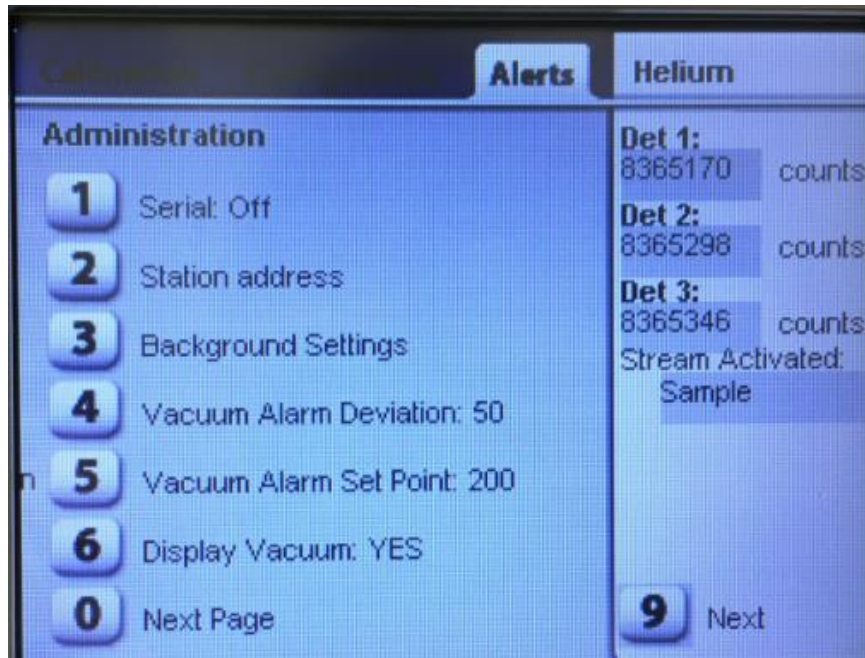 Alerts
Helium
Administration
1 Serial: Off
2 Station address
3 Background Settings
4 Vacuum Alarm Deviation: 50
n 5 Vacuum Alarm Set Point: 200
6 Display Vacuum: YES
0 Next Page
Det 1:
8365170 counts
Det 2:
8365298 counts
Det 3:
8365346 counts
Stream Activated:
Sample
9 Next